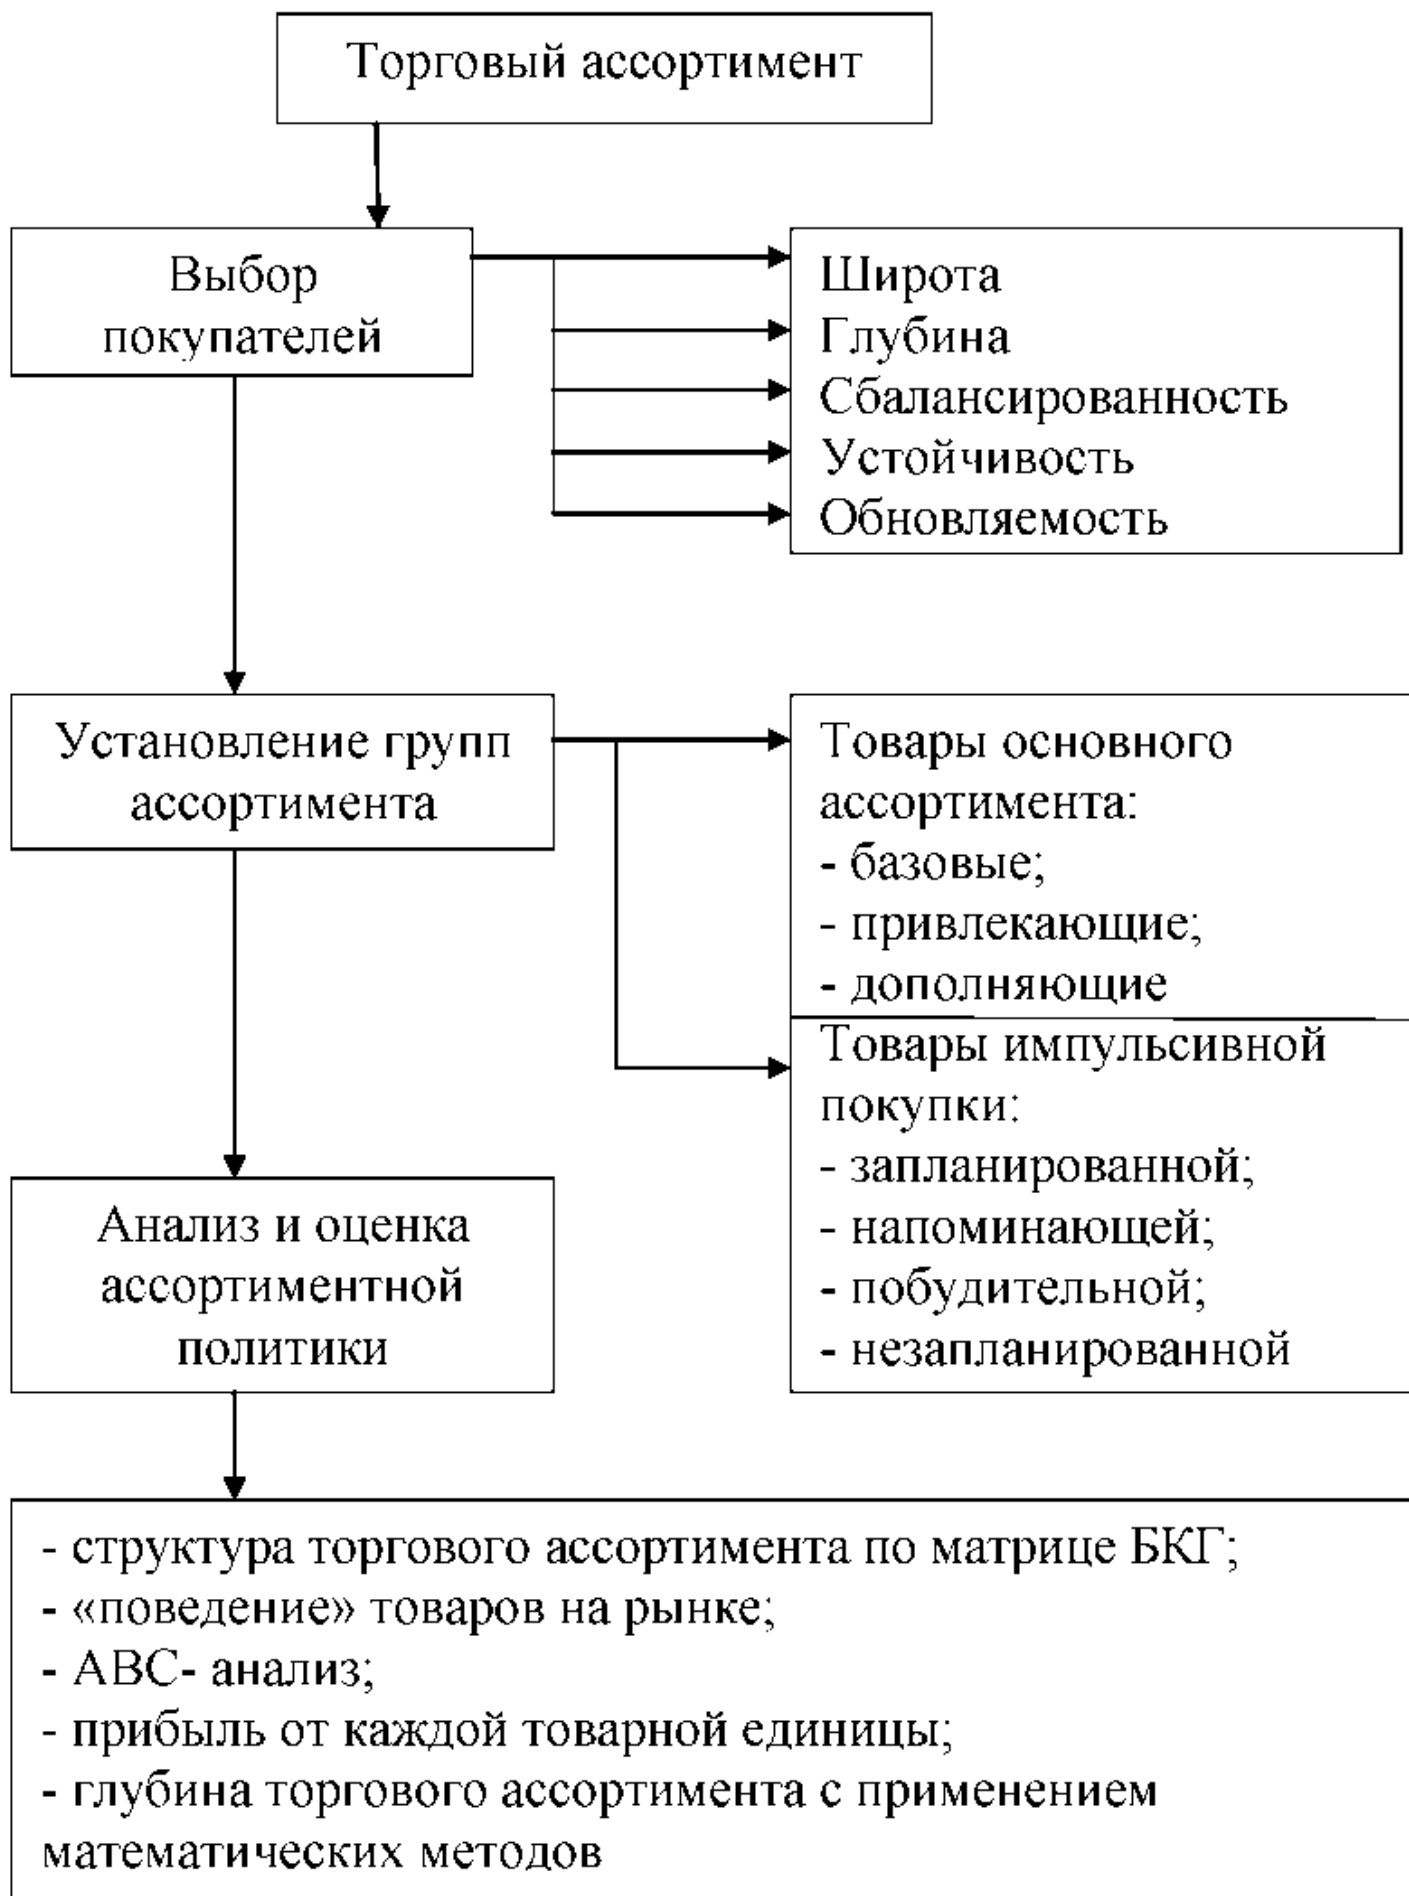 Торговый ассортимент
Выбор
покупателей
Широта
Глубина
Сбалансированность
Устойчивость
Обновляемость
Установление групп
ассортимента
Товары основного
ассортимента:
- базовые;
- привлекающие;
- дополняющие
Товары импульсивной
покупки:
- запланированной;
- напоминающей;
- побудительной;
- незапланированной
Анализ и оценка
ассортиментной
политики
- структура торгового ассортимента по матрице БКГ;
- «поведение» товаров на рынке;
- АВС- анализ;
- прибыль от каждой товарной единицы;
- глубина торгового ассортимента с применением
математических методов